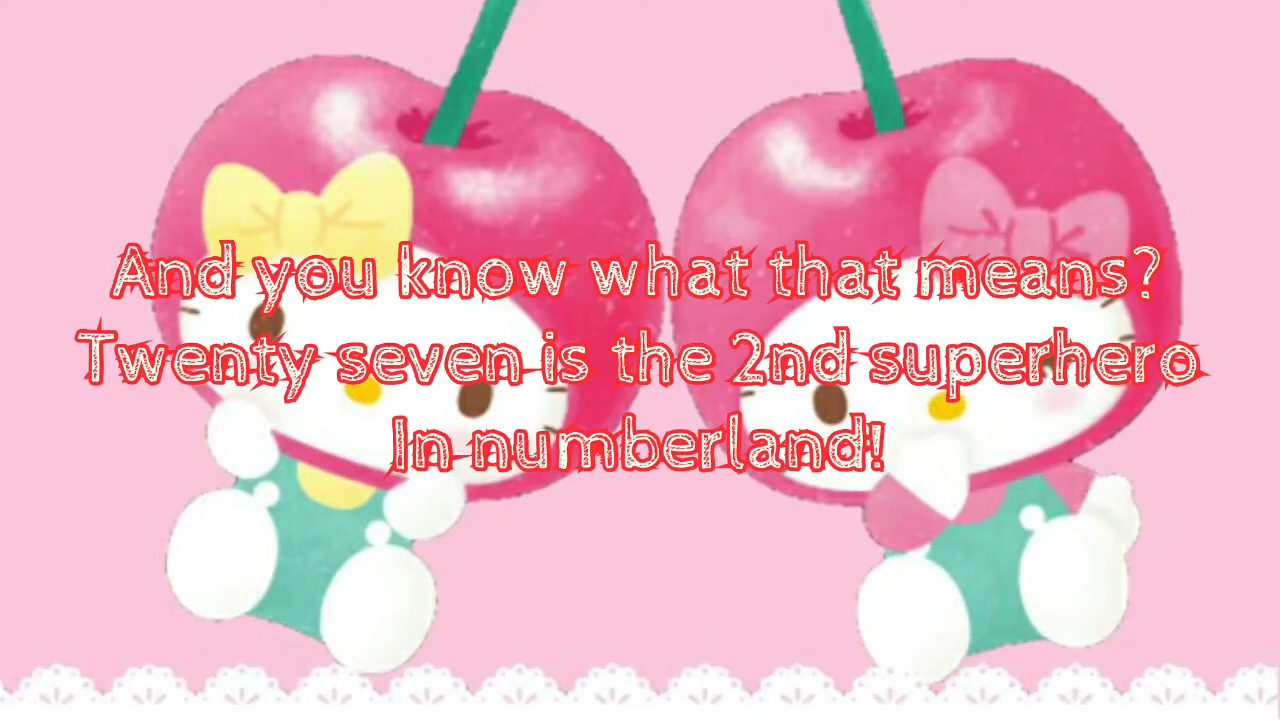 And you know what that means?
Twenty seven is the 2nd superhero
In numberland!